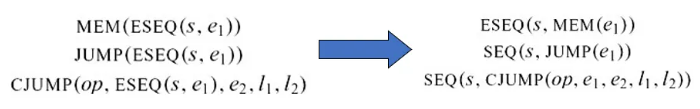 MEM(ESEQ(s, e₁))
JUMP(ESEQ(s, e₁))
CJUMP(op, ESEQ(s, e₁), e₂, l₁, l₂)
ESEQ(s, MEM(e₁))
SEQ(s, JUMP(e₁))
SEQ(s, CJUMP(op, e₁, e₂, l₁, l₂))